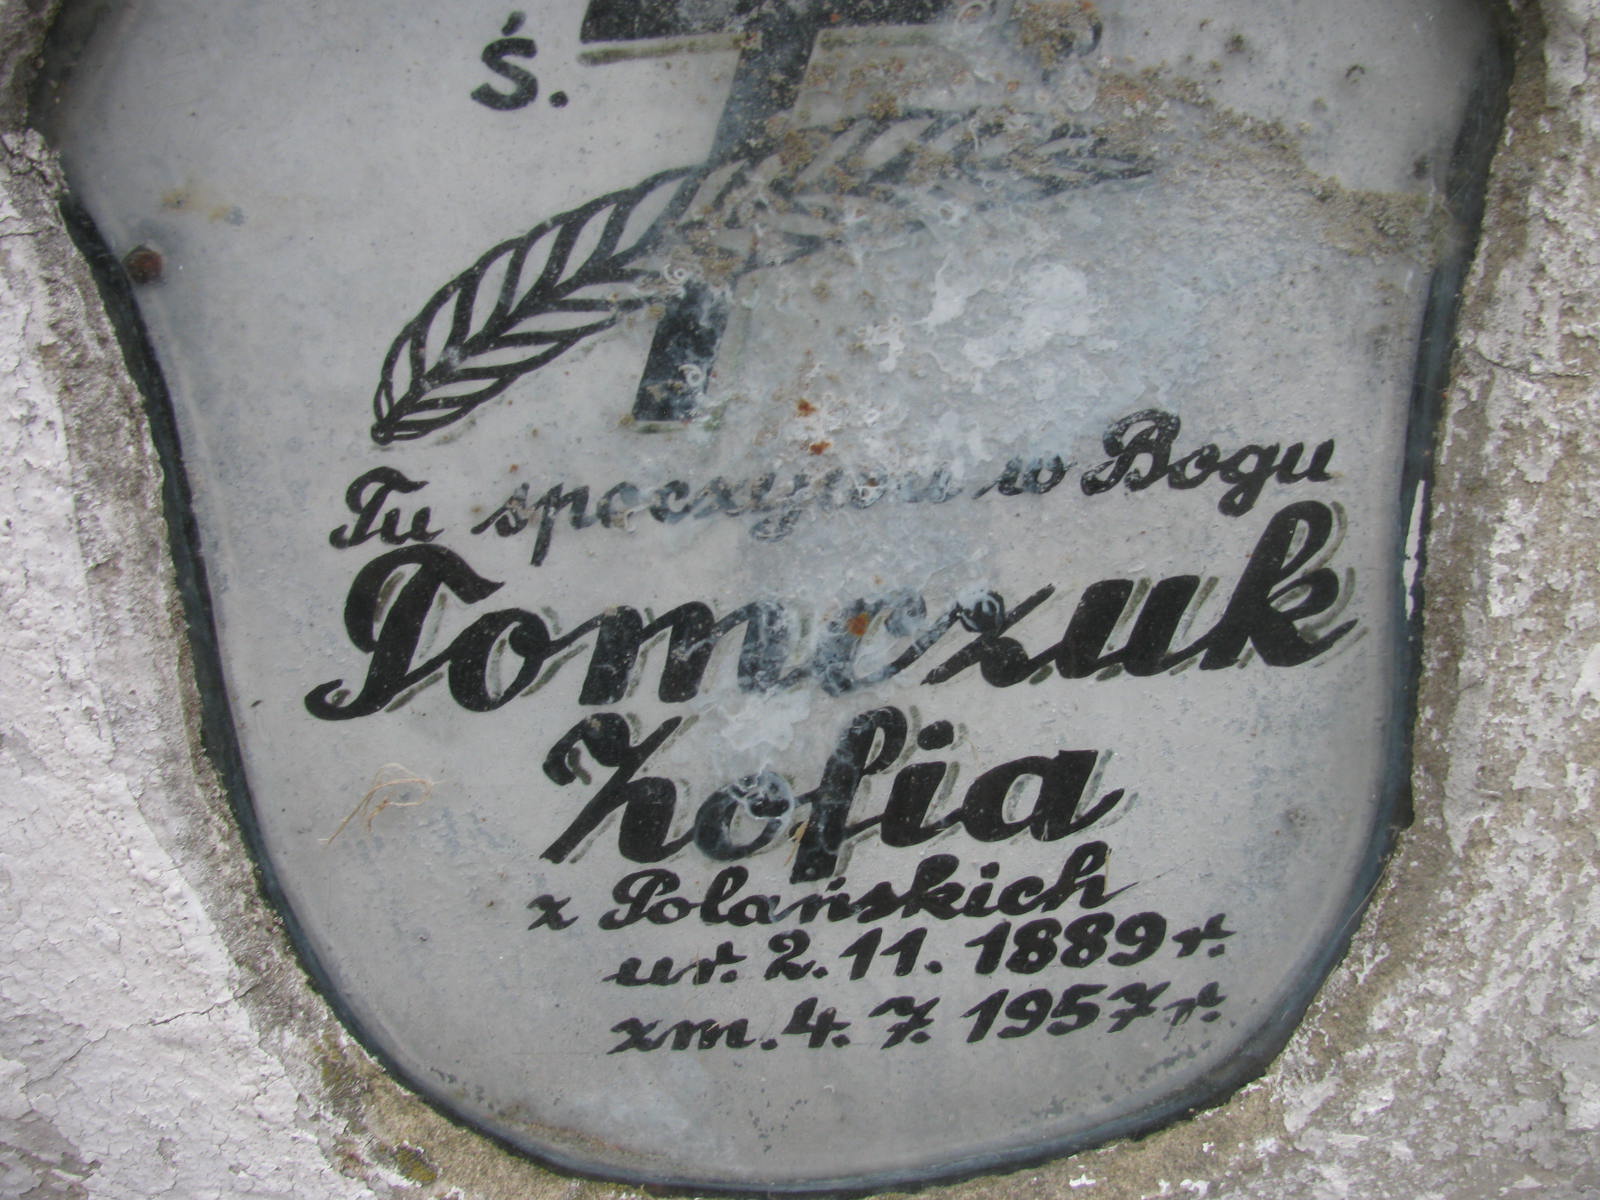 Ś.
Tu spoczywa w Bogu
Tomczuk
Zofia
z Polańskich
ur. 2. 11. 1889 r.
zm. 4. 7. 1957 r.